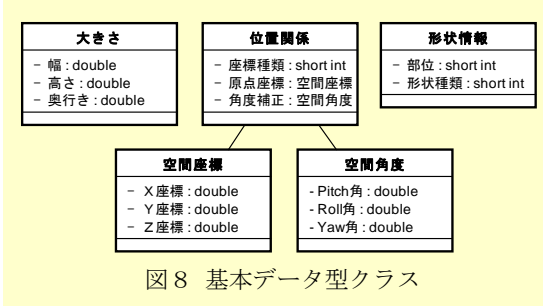 大きさ
- 幅 : double
- 高さ : double
- 奥行き : double
位置関係
- 座標種類 : short int
- 原点座標 : 空間座標
- 角度補正 : 空間角度
形状情報
- 部位 : short int
- 形状種類 : short int
空間座標
- X座標 : double
- Y座標 : double
- Z座標 : double
空間角度
- Pitch角 : double
- Roll角 : double
- Yaw角 : double
図8 基本データ型クラス